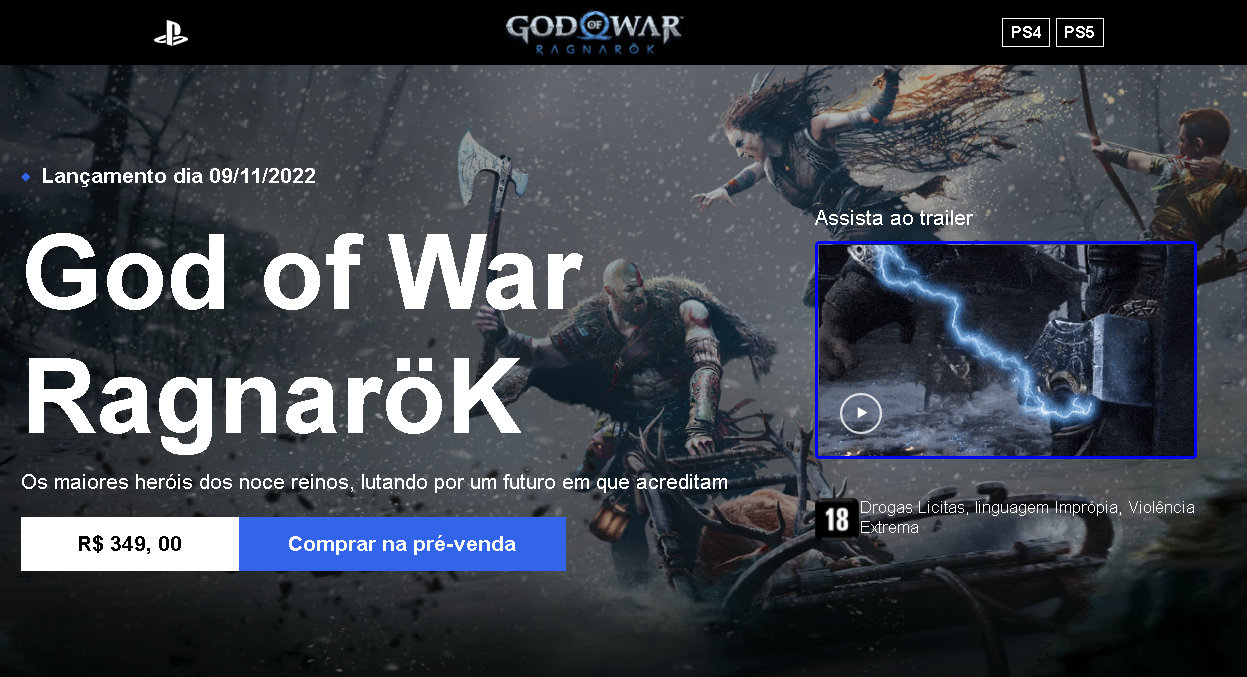 GOD OF WAR
RAGNARÖK
PS4 PS5
Lançamento dia 09/11/2022
God of War
RagnaröK
Os maiores heróis dos noce reinos, lutando por um futuro em que acreditam
R$ 349, 00
Comprar na pré-venda
Assista ao trailer
18
Drogas Licitas, linguagem Imprópia, Violência
Extrema